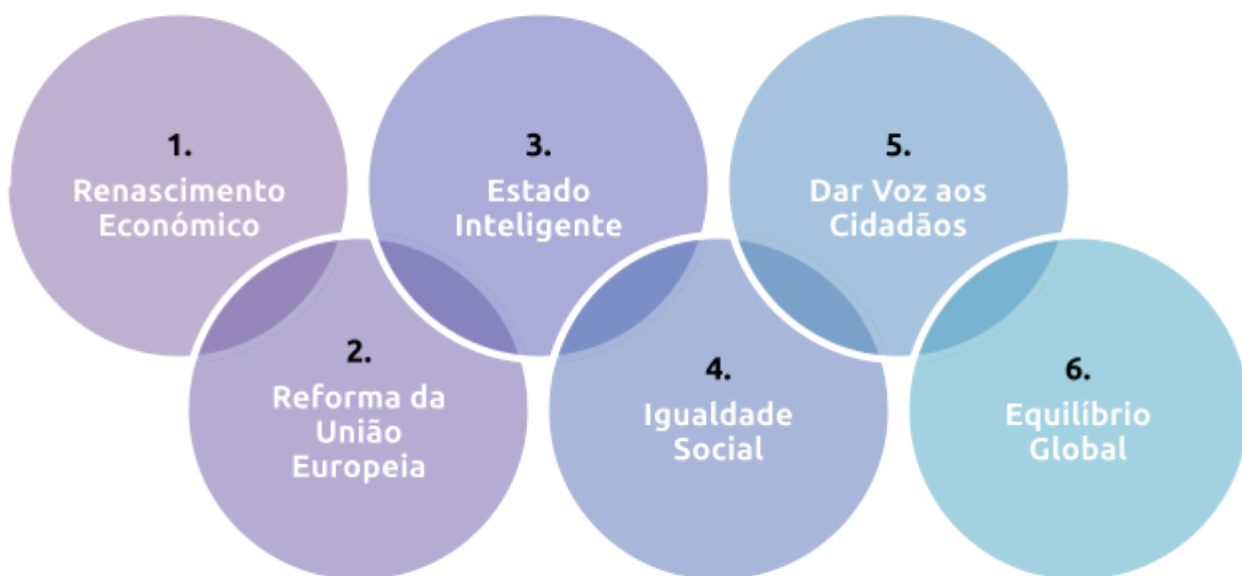 1.
Renascimento
Económico
2.
Reforma da
União
Europeia
3.
Estado
Inteligente
4.
Igualdade
Social
5.
Dar Voz aos
Cidadãos
6.
Equilíbrio
Global